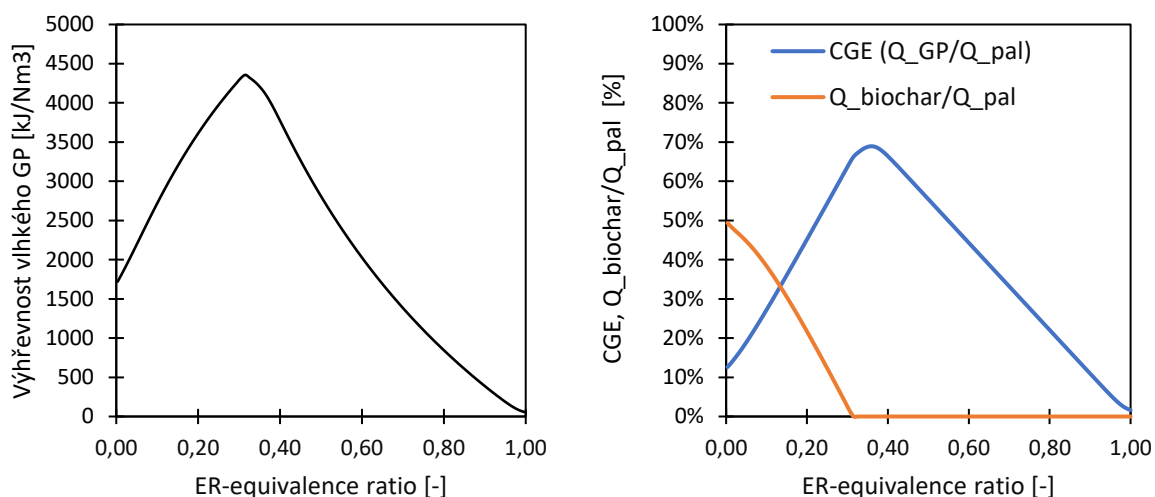 Výhřevnost vlhkého GP [kJ/Nm3]
5000
4500
4000
3500
3000
2500
2000
1500
1000
500
0
0,00 0,20 0,40 0,60 0,80 1,00
ER-equivalence ratio [-]
CGE, Q_biochar/Q_pal [%]
100%
90%
80%
70%
60%
50%
40%
30%
20%
10%
0%
CGE (Q_GP/Q_pal)
Q_biochar/Q_pal
0,00 0,20 0,40 0,60 0,80 1,00
ER-equivalence ratio [-]